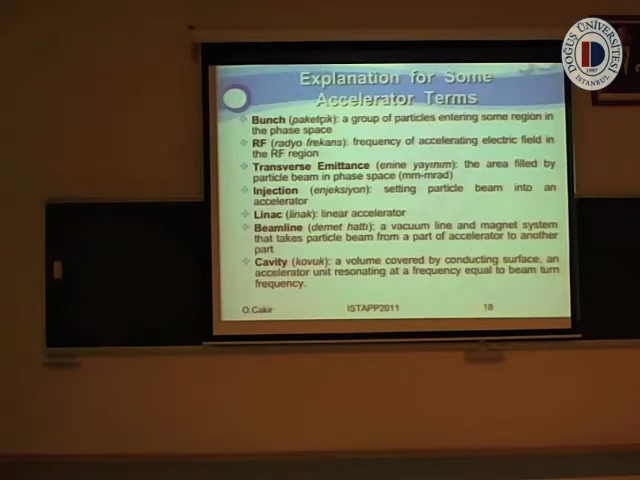 Explanation for Some
Accelerator Terms
Bunch (paketçik): a group of particles entering some region in
the phase space
RF (radyo frekans): frequency of accelerating electric field in
the RF region
Transverse Emittance (enine yayınım): the area filled by
particle beam in phase space (mm-mrad)
Injection (enjeksiyon): setting particle beam into an
accelerator
Linac (linak): linear accelerator
Beamline (demet hattı): a vacuum line and magnet system
that takes particle beam from a part of accelerator to another
part
Cavity (kovuk): a volume covered by conducting surface, an
accelerator unit resonating at a frequency equal to beam turn
frequency.
O.Cakir ISTAPP2011 18
DOĞUŞ ÜNİVERSİTESİ
1997
İSTANBUL